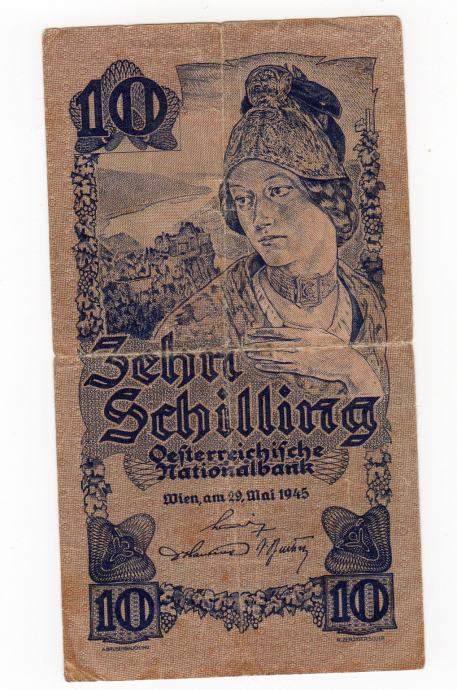 10
Zehn
Schilling
Oesterreichische
Nationalbank
Wien, am 29. Mai 1945
10
10